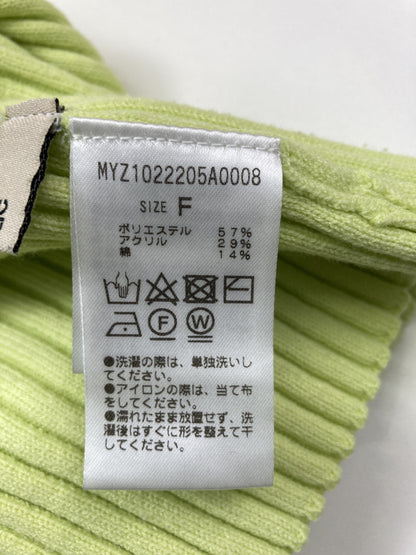 MYZ1022205A0008
SIZE F
ポリエステル 57%
アクリル 29%
綿 14%
F W
●洗濯の際は、単独洗いし
てください。
●アイロンの際は、当て布
をしてください。
●濡れたまま放置せず、洗
濯後はすぐに形を整えて干
してください。